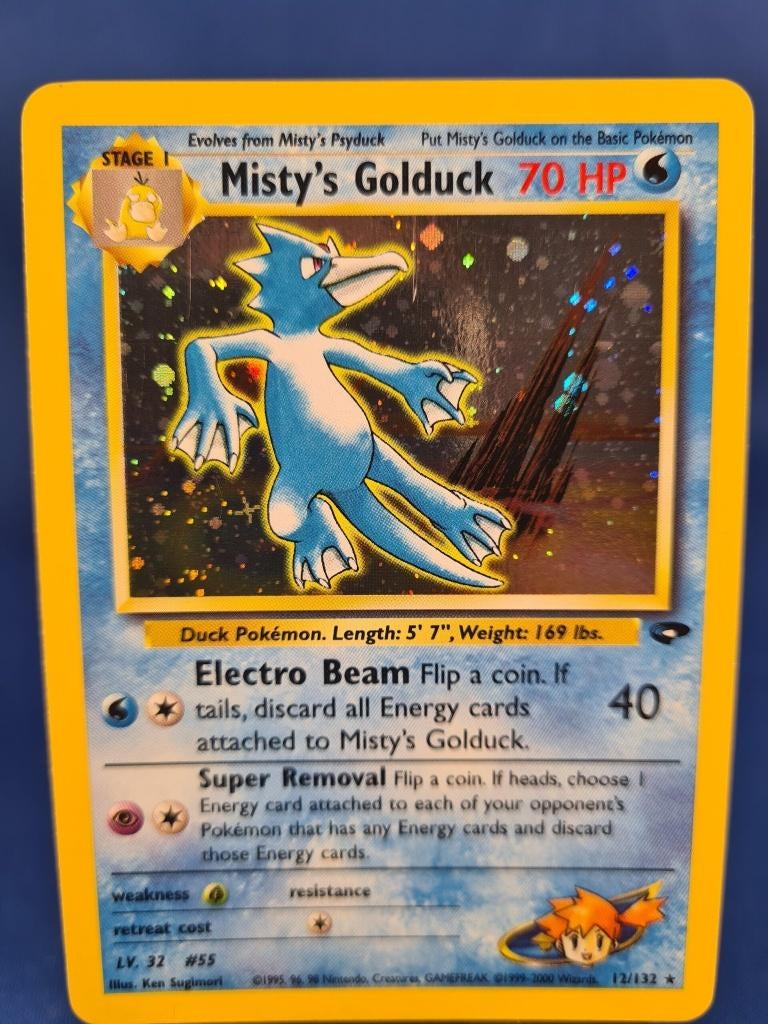 Evolves from Misty's Psyduck Put Misty's Golduck on the Basic Pokémon
STAGE 1
Misty's Golduck 70 HP
Duck Pokémon. Length: 5' 7", Weight: 169 lbs.
Electro Beam Flip a coin. If
tails, discard all Energy cards 40
attached to Misty's Golduck.
Super Removal Flip a coin. If heads, choose 1
Energy card attached to each of your opponent's
Pokémon that has any Energy cards and discard
those Energy cards.
weakness resistance
retreat cost
LV. 32 #55
Illus. Ken Sugimori ©1995, 96, 98 Nintendo, Creatures, GAMEFREAK. ©1999-2000 Wizards. 12/132 ★